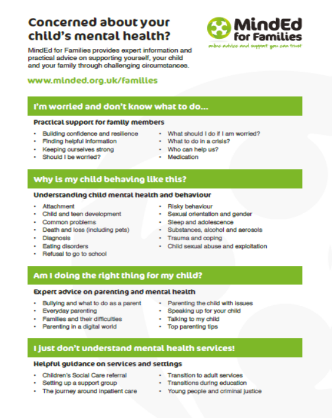 Concerned about your
child's mental health?
MindEd for Families provides expert information and
practical advice on supporting yourself, your child
and your family through challenging circumstances.
www.minded.org.uk/families
MindEd
for Families
online advice and support you can trust
I'm worried and don't know what to do...
Practical support for family members
• Building confidence and resilience
• Finding helpful information
• Keeping ourselves strong
• Should I be worried?
• What should I do if I am worried?
• What to do in a crisis?
• Who can help us?
• Medication
Why is my child behaving like this?
Understanding child mental health and behaviour
• Attachment
• Child and teen development
• Common problems
• Death and loss (including pets)
• Diagnosis
• Eating disorders
• Refusal to go to school
• Risky behaviour
• Sexual orientation and gender
• Sleep and adolescence
• Substances, alcohol and aerosols
• Trauma and coping
• Child sexual abuse and exploitation
Am I doing the right thing for my child?
Expert advice on parenting and mental health
• Bullying and what to do as a parent
• Everyday parenting
• Families and their difficulties
• Parenting in a digital world
• Parenting the child with issues
• Speaking up for your child
• Talking to my child
• Top parenting tips
I just don't understand mental health services!
Helpful guidance on services and settings
• Children's Social Care referral
• Setting up a support group
• The journey around inpatient care
• Transition to adult services
• Transitions during education
• Young people and criminal justice